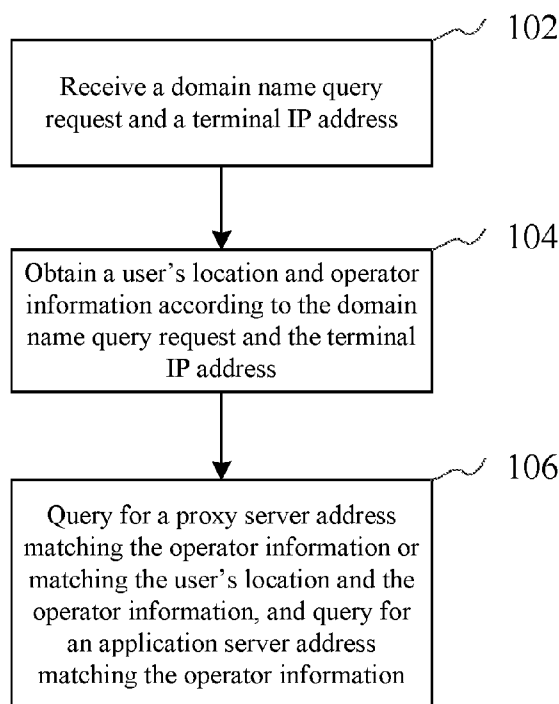 102
Receive a domain name query
request and a terminal IP address
104
Obtain a user's location and operator
information according to the domain
name query request and the terminal
IP address
106
Query for a proxy server address
matching the operator information or
matching the user's location and the
operator information, and query for
an application server address
matching the operator information